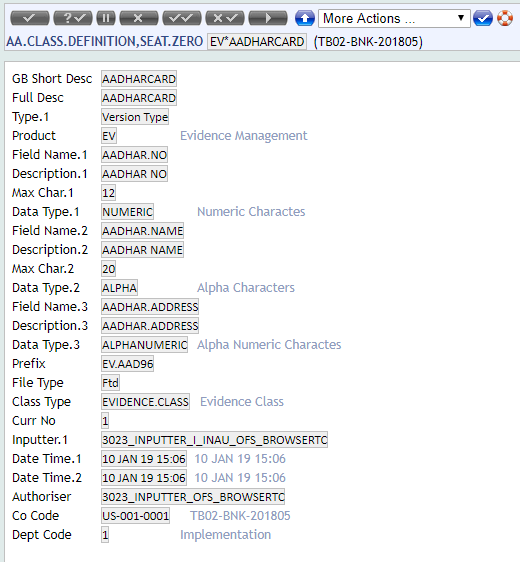 More Actions ...
AA.CLASS.DEFINITION,SEAT.ZERO EV*AADHARCARD (TB02-BNK-201805)
GB Short Desc AADHARCARD
Full Desc AADHARCARD
Type.1 Version Type
Product EV Evidence Management
Field Name.1 AADHAR.NO
Description.1 AADHAR NO
Max Char.1 12
Data Type.1 NUMERIC Numeric Charactes
Field Name.2 AADHAR.NAME
Description.2 AADHAR NAME
Max Char.2 20
Data Type.2 ALPHA Alpha Characters
Field Name.3 AADHAR.ADDRESS
Description.3 AADHAR.ADDRESS
Data Type.3 ALPHANUMERIC Alpha Numeric Charactes
Prefix EV.AAD96
File Type Ftd
Class Type EVIDENCE.CLASS Evidence Class
Curr No 1
Inputter.1 3023_INPUTTER_I_INAU_OFS_BROWSERTC
Date Time.1 10 JAN 19 15:06 10 JAN 19 15:06
Date Time.2 10 JAN 19 15:06 10 JAN 19 15:06
Authoriser 3023_INPUTTER_OFS_BROWSERTC
Co Code US-001-0001 TB02-BNK-201805
Dept Code 1 Implementation